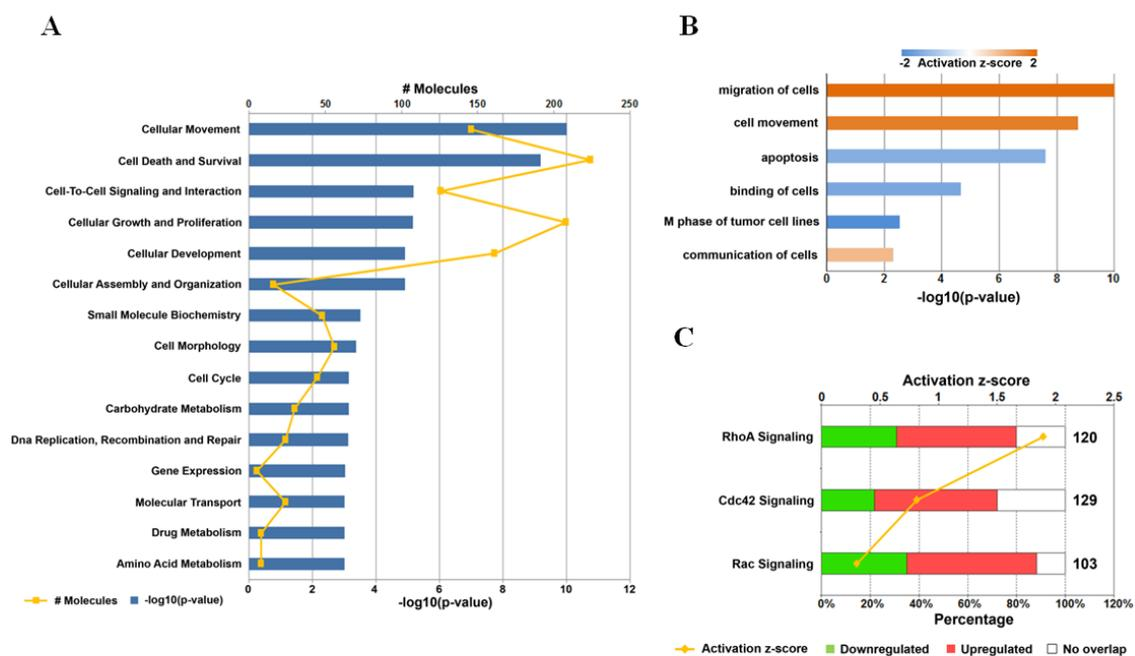 A
# Molecules
0 50 100 150 200 250
Cellular Movement
Cell Death and Survival
Cell-To-Cell Signaling and Interaction
Cellular Growth and Proliferation
Cellular Development
Cellular Assembly and Organization
Small Molecule Biochemistry
Cell Morphology
Cell Cycle
Carbohydrate Metabolism
Dna Replication, Recombination and Repair
Gene Expression
Molecular Transport
Drug Metabolism
Amino Acid Metabolism
0 2 4 6 8 10 12
# Molecules -log10(p-value) -log10(p-value)
B
-2 Activation z-score 2
migration of cells
cell movement
apoptosis
binding of cells
M phase of tumor cell lines
communication of cells
0 2 4 6 8 10
-log10(p-value)
C
Activation z-score
0 0.5 1 1.5 2 2.5
RhoA Signaling 120
Cdc42 Signaling 129
Rac Signaling 103
0% 20% 40% 60% 80% 100% 120%
Percentage
Activation z-score Downregulated Upregulated No overlap